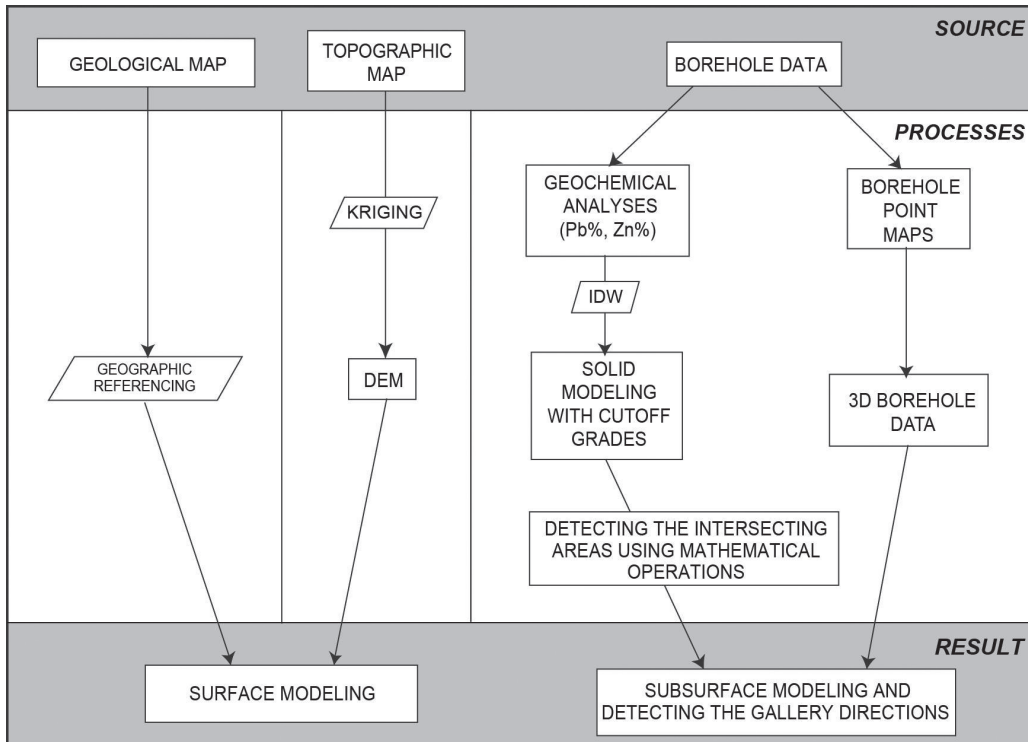 SOURCE
GEOLOGICAL MAP
TOPOGRAPHIC
MAP
BOREHOLE DATA
PROCESSES
KRIGING
GEOCHEMICAL
ANALYSES
(Pb%, Zn%)
BOREHOLE
POINT
MAPS
IDW
GEOGRAPHIC
REFERENCING
DEM
SOLID
MODELING
WITH CUTOFF
GRADES
3D BOREHOLE
DATA
DETECTING THE INTERSECTING
AREAS USING MATHEMATICAL
OPERATIONS
RESULT
SURFACE MODELING
SUBSURFACE MODELING AND
DETECTING THE GALLERY DIRECTIONS